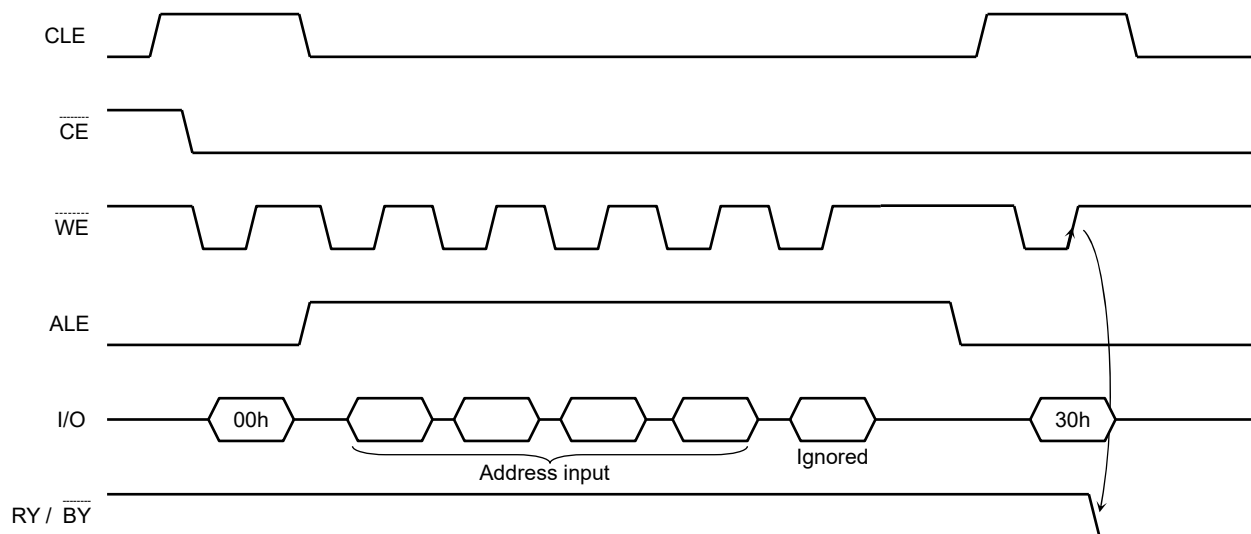 CLE
CE
WE
ALE
I/O
00h
30h
Address input
Ignored
RY / BY